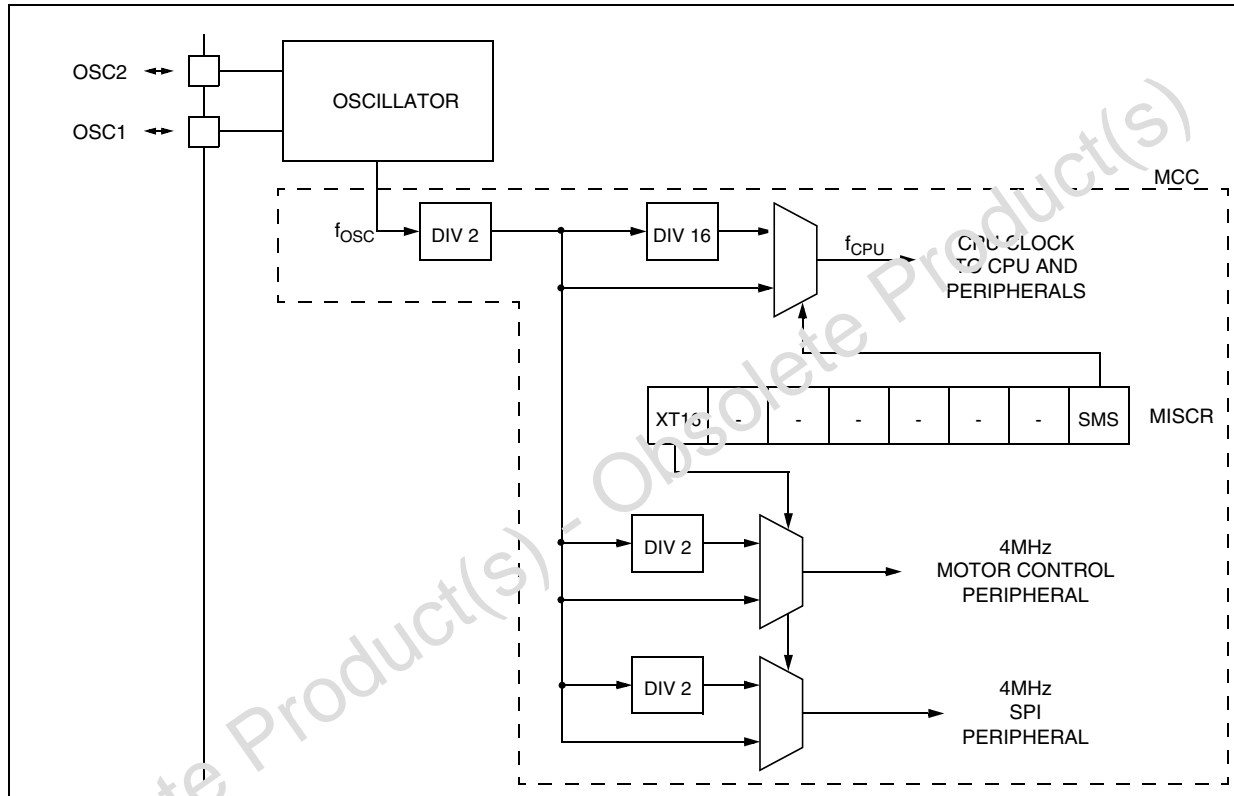 OSC2
OSC1
OSCILLATOR
MCC
fOSC
DIV 2
DIV 16
fCPU
CPU CLOCK
TO CPU AND
PERIPHERALS
XT16 - - - - - - SMS
MISCR
DIV 2
4MHz
MOTOR CONTROL
PERIPHERAL
DIV 2
4MHz
SPI
PERIPHERAL
ete Product(s) - Obsolete Product(s)